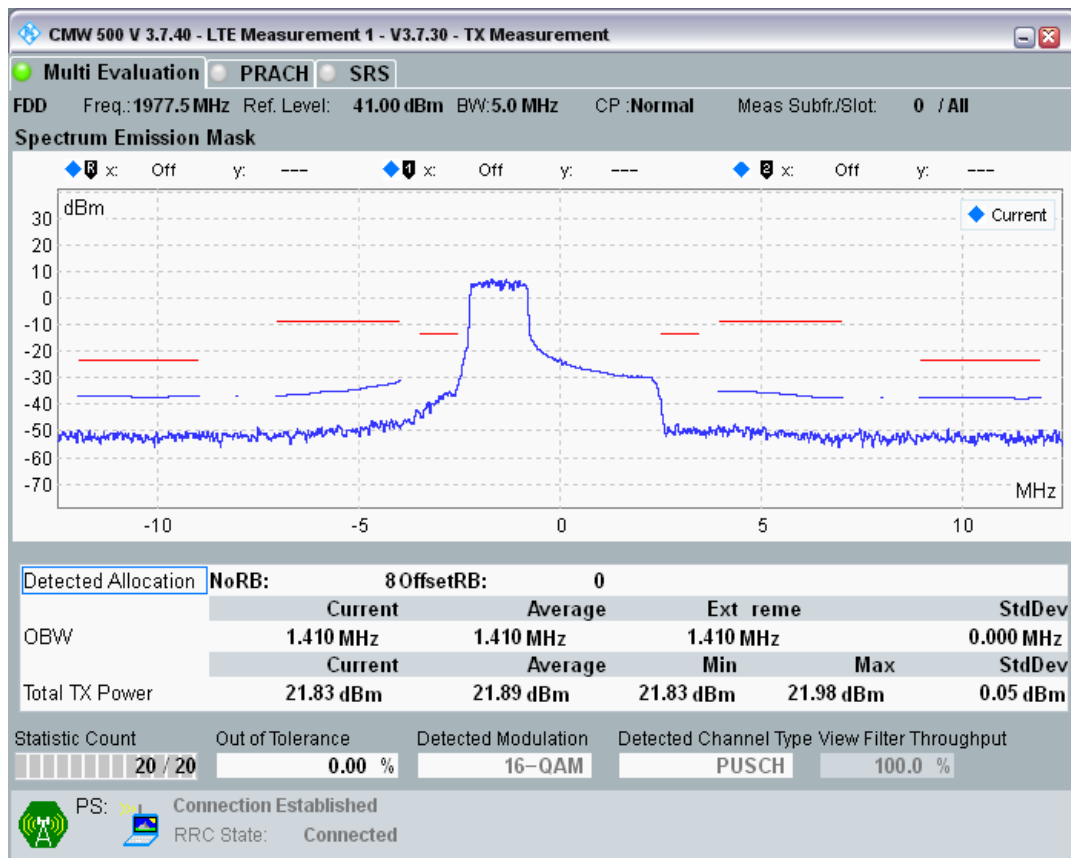 CMW 500 V 3.7.40 - LTE Measurement 1 - V3.7.30 - TX Measurement
Multi Evaluation PRACH SRS
FDD Freq.:1977.5MHz Ref. Level: 41.00dBm BW:5.0 MHz CP :Normal Meas Subfr./Slot: 0 / All
Spectrum Emission Mask
R x: Off y: --- 1 x: Off y: --- 2 x: Off y: ---
dBm
Current
30
20
10
0
-10
-20
-30
-40
-50
-60
-70
MHz
-10 -5 0 5 10
Detected Allocation NoRB: 8 OffsetRB: 0
Current Average Ext reme StdDev
OBW 1.410 MHz 1.410 MHz 1.410 MHz 0.000 MHz
Current Average Min Max StdDev
Total TX Power 21.83 dBm 21.89 dBm 21.83 dBm 21.98 dBm 0.05 dBm
Statistic Count Out of Tolerance Detected Modulation Detected Channel Type View Filter Throughput
20 / 20 0.00 % 16-QAM PUSCH 100.0 %
PS: Connection Established
RRC State: Connected